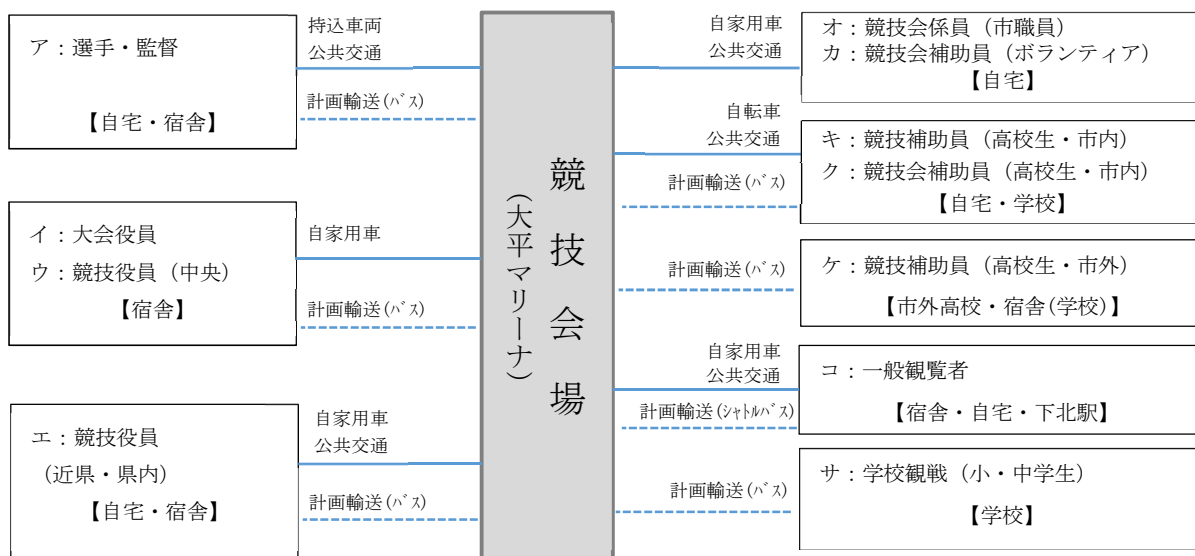 ア：選手・監督
【自宅・宿舎】
持込車両
公共交通
計画輸送(ﾊﾞｽ)
イ：大会役員
ウ：競技役員（中央）
【宿舎】
自家用車
計画輸送(ﾊﾞｽ)
エ：競技役員
（近県・県内）
【自宅・宿舎】
自家用車
公共交通
計画輸送(ﾊﾞｽ)
競技会場
（大平マリーナ）
自家用車
公共交通
オ：競技会係員（市職員）
カ：競技会補助員（ボランティア）
【自宅】
自転車
公共交通
計画輸送(ﾊﾞｽ)
キ：競技補助員（高校生・市内）
ク：競技会補助員（高校生・市内）
【自宅・学校】
計画輸送(ﾊﾞｽ)
ケ：競技補助員（高校生・市外）
【市外高校・宿舎(学校)】
自家用車
公共交通
計画輸送(ｼｬﾄﾙﾊﾞｽ)
コ：一般観覧者
【宿舎・自宅・下北駅】
計画輸送(ﾊﾞｽ)
サ：学校観戦（小・中学生）
【学校】